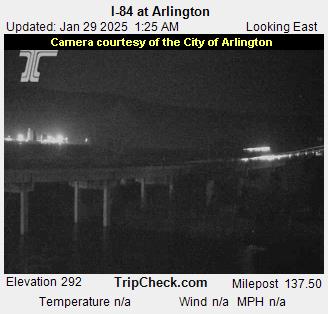 I-84 at Arlington
Updated: Jan 29 2025 1:25 AM Looking East
Camera courtesy of the City of Arlington
Elevation 292 TripCheck.com Milepost 137.50
Temperature n/a Wind n/a MPH n/a